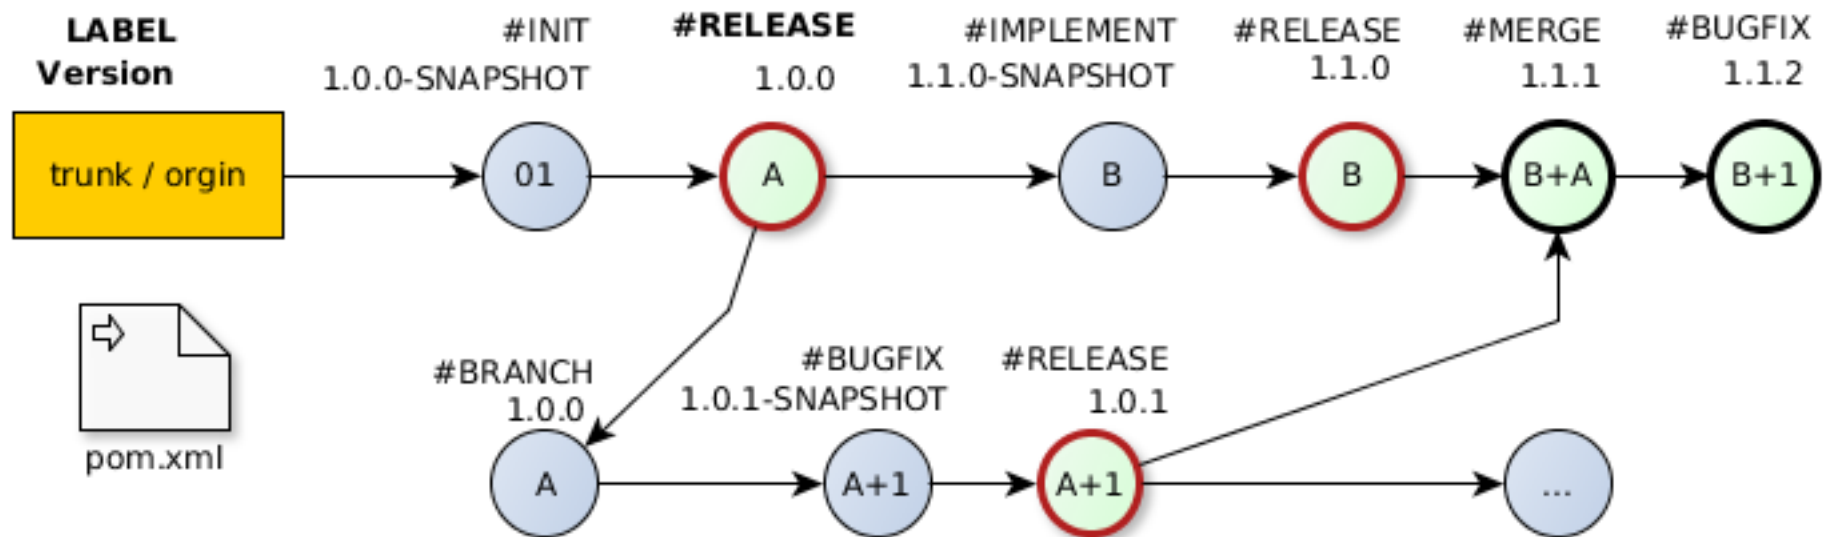 LABEL
Version
#INIT
1.0.0-SNAPSHOT
#RELEASE
1.0.0
#IMPLEMENT
1.1.0-SNAPSHOT
#RELEASE
1.1.0
#MERGE
1.1.1
#BUGFIX
1.1.2
trunk / orgin
01
A
B
B
B+A
B+1
pom.xml
#BRANCH
1.0.0
#BUGFIX
1.0.1-SNAPSHOT
#RELEASE
1.0.1
A
A+1
A+1
...